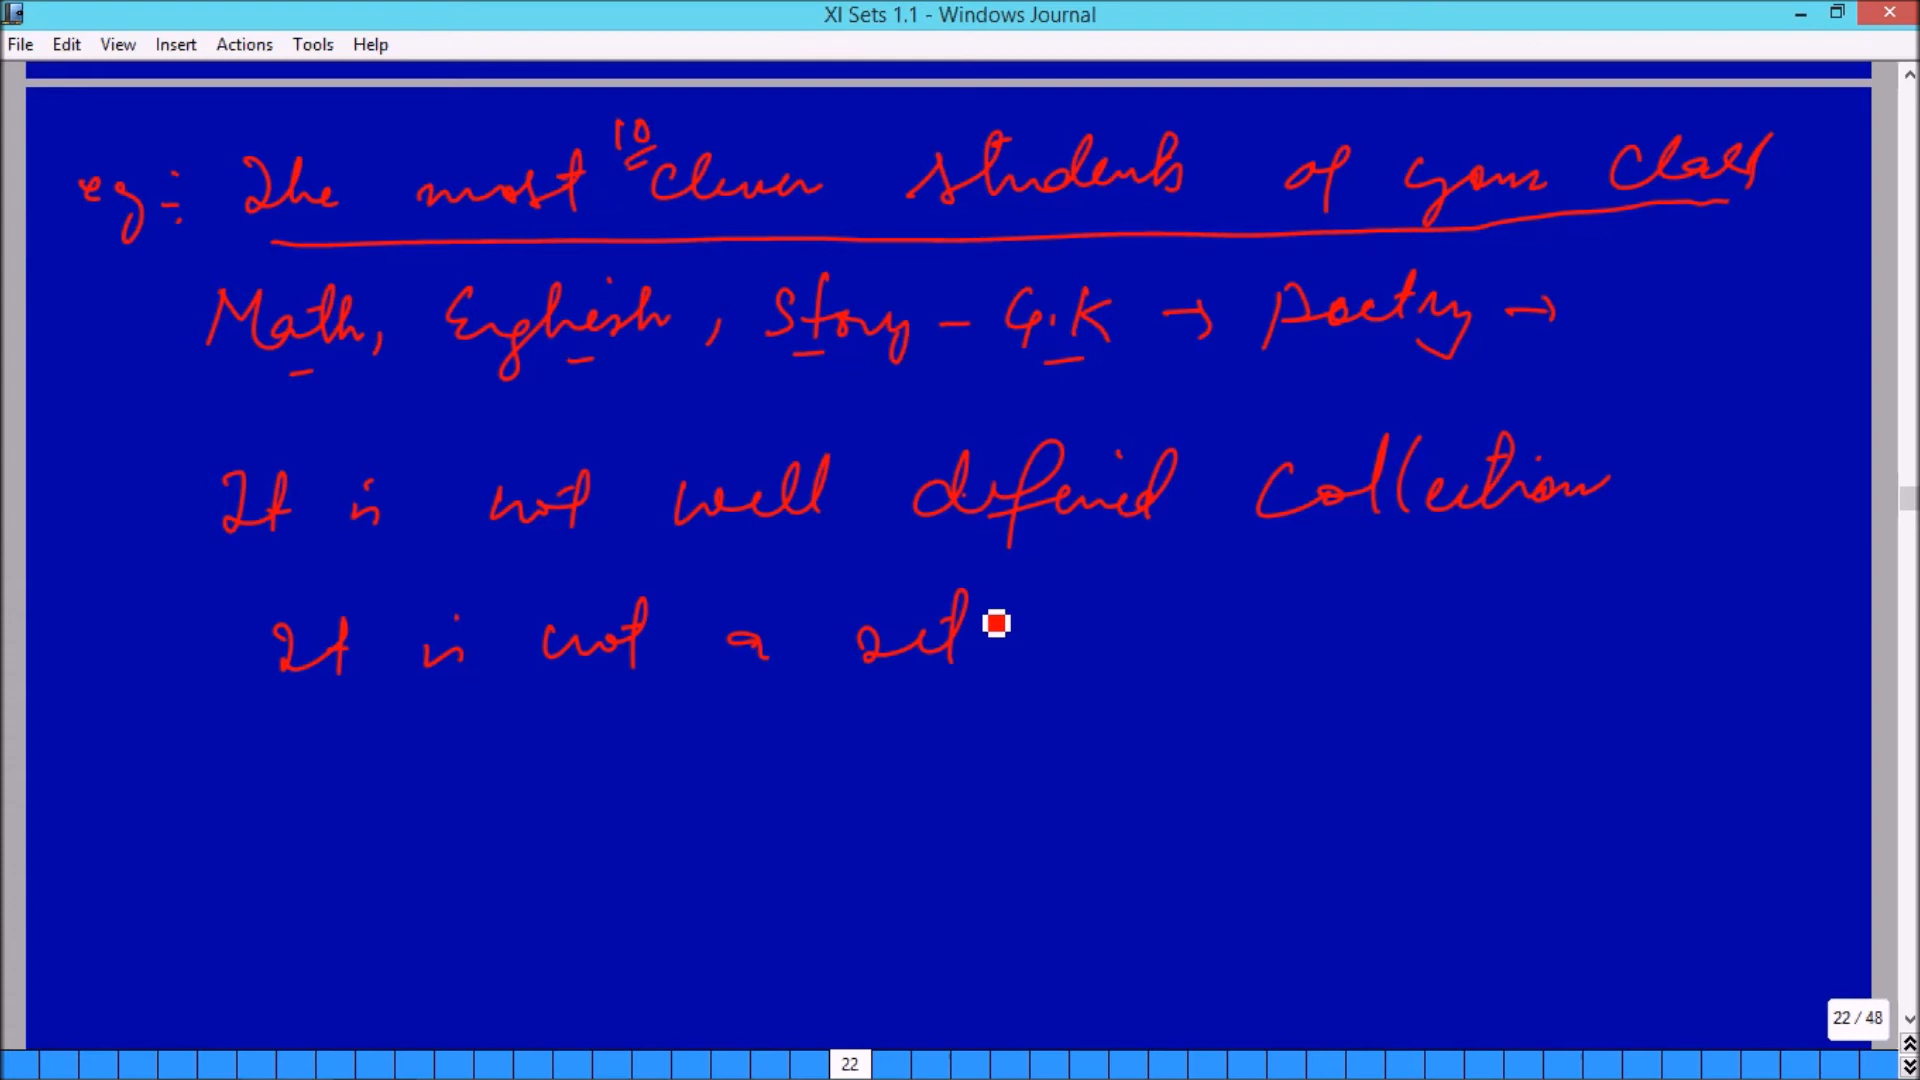 XI Sets 1.1 - Windows Journal
File Edit View Insert Actions Tools Help
eg:- The most 10 clever students of your class
Math, English, Story - G.K → Poetry →
It is not well defined collection
It is not a set
22 / 48
22